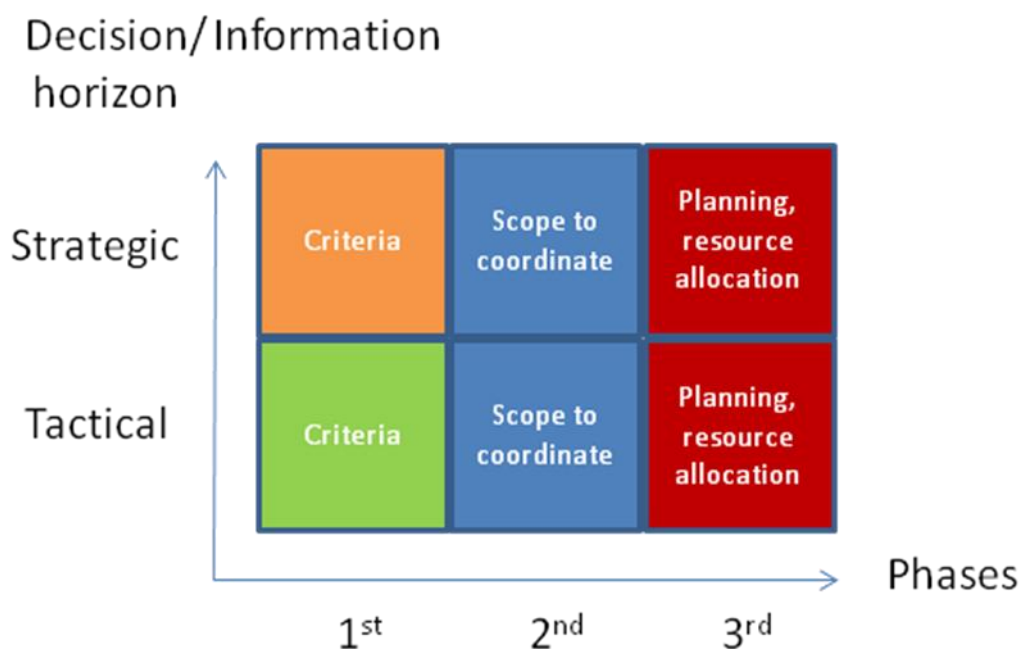 Decision/Information
horizon
Strategic
Criteria
Scope to
coordinate
Planning,
resource
allocation
Tactical
Criteria
Scope to
coordinate
Planning,
resource
allocation
Phases
1st
2nd
3rd